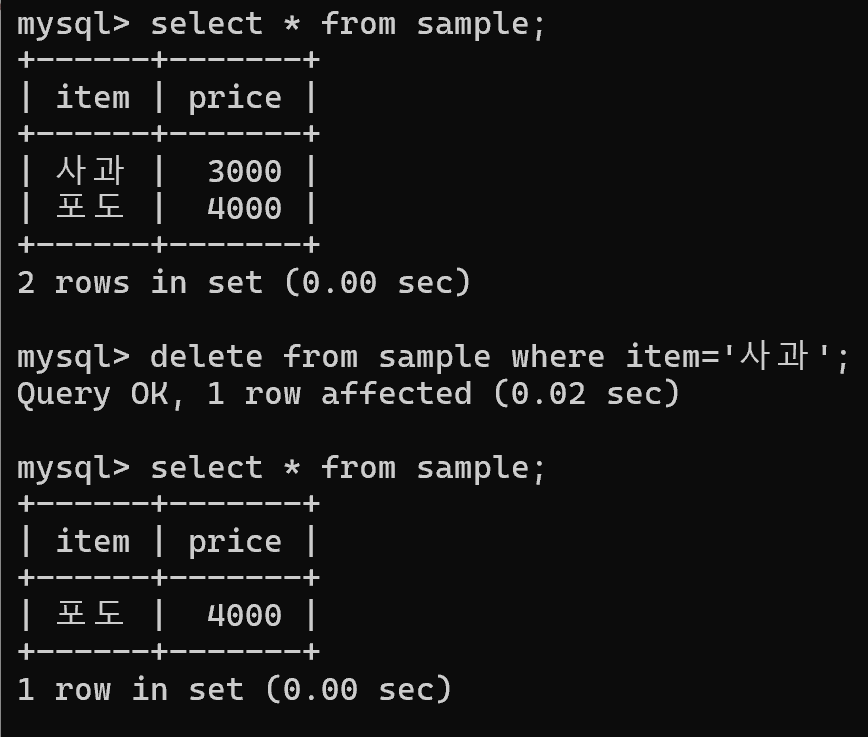 mysql> select * from sample;
+------+-------+
| item | price |
+------+-------+
| 사과 |  3000 |
| 포도 |  4000 |
+------+-------+
2 rows in set (0.00 sec)
mysql> delete from sample where item='사과';
Query OK, 1 row affected (0.02 sec)
mysql> select * from sample;
+------+-------+
| item | price |
+------+-------+
| 포도 |  4000 |
+------+-------+
1 row in set (0.00 sec)